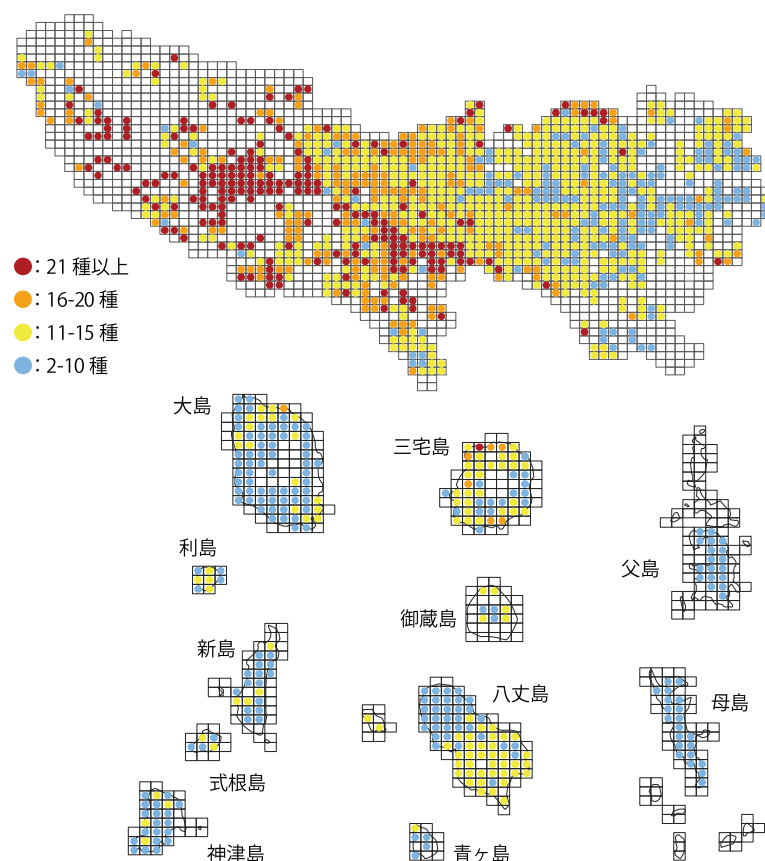 ：21 種以上
：16-20 種
：11-15 種
：2-10 種
大島
三宅島
利島
父島
御蔵島
新島
八丈島
母島
式根島
神津島
青ヶ島